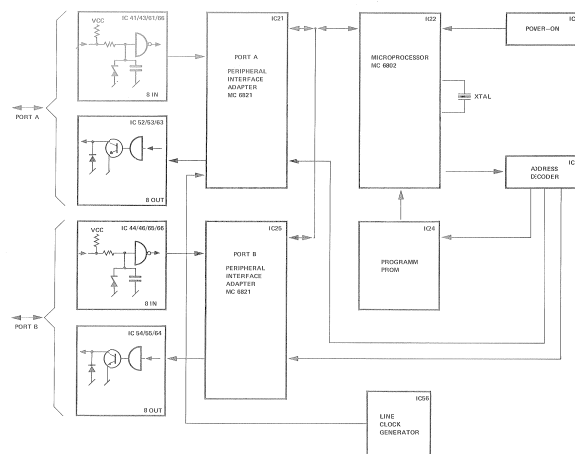 IC 41/43/61/66
VCC
8 IN
PORT A
IC 52/53/63
8 OUT
IC 44/46/65/66
VCC
8 IN
PORT B
IC 54/55/64
8 OUT
IC21
PORT A
PERIPHERAL
INTERFACE
ADAPTER
MC 6821
IC25
PORT B
PERIPHERAL
INTERFACE
ADAPTER
MC 6821
IC22
MICROPROCESSOR
MC 6802
XTAL
IC24
PROGRAMM
PROM
IC56
LINE
CLOCK
GENERATOR
POWER-ON
ADDRESS
DECODER